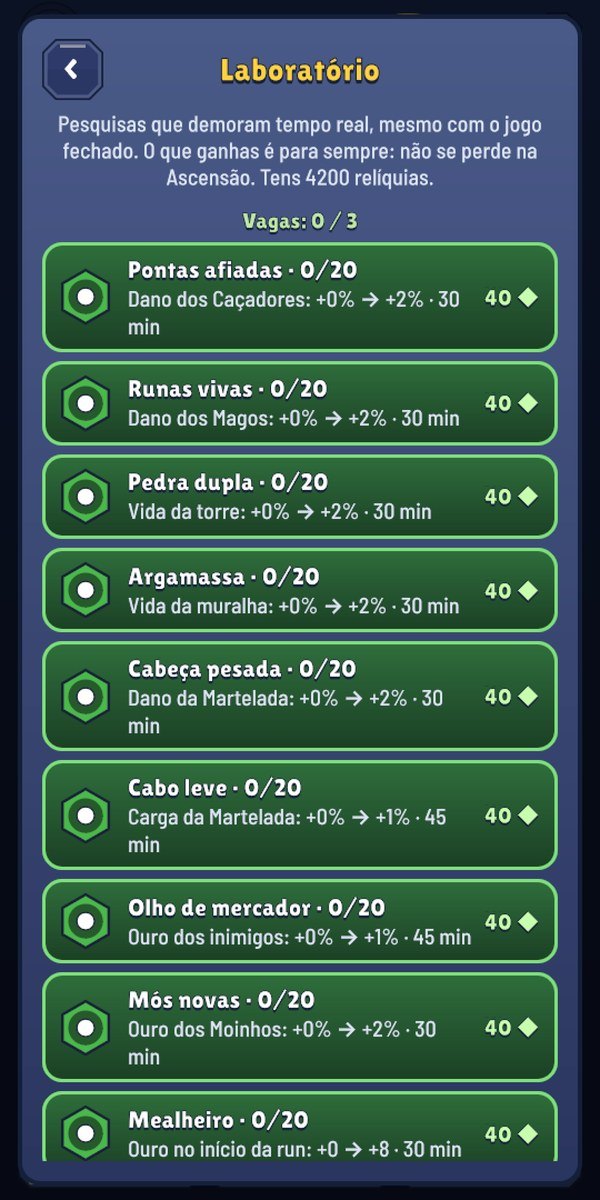 Laboratório
Pesquisas que demoram tempo real, mesmo com o jogo
fechado. O que ganhas é para sempre: não se perde na
Ascensão. Tens 4200 relíquias.
Vagas: 0 / 3
Pontas afiadas · 0/20
Dano dos Caçadores: +0% → +2% · 30
min
40
Runas vivas · 0/20
Dano dos Magos: +0% → +2% · 30 min
40
Pedra dupla · 0/20
Vida da torre: +0% → +2% · 30 min
40
Argamassa · 0/20
Vida da muralha: +0% → +2% · 30 min
40
Cabeça pesada · 0/20
Dano da Martelada: +0% → +2% · 30
min
40
Cabo leve · 0/20
Carga da Martelada: +0% → +1% · 45
min
40
Olho de mercador · 0/20
Ouro dos inimigos: +0% → +1% · 45 min
40
Mós novas · 0/20
Ouro dos Moinhos: +0% → +2% · 30
min
40
Mealheiro · 0/20
Ouro no início da run: +0 → +8 · 30 min
40